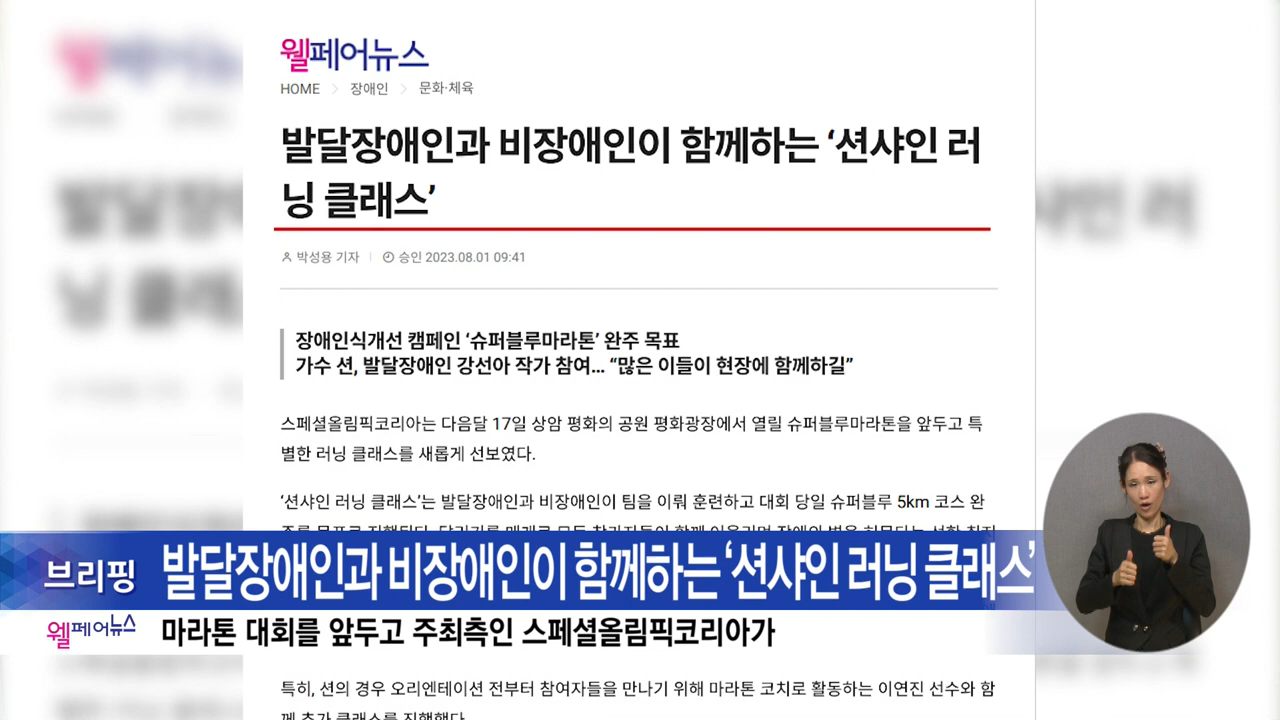 웰페어뉴스
HOME 장애인 문화·체육
발달장애인과 비장애인이 함께하는 ‘션샤인 러
닝 클래스’
박성용 기자 승인 2023.08.01 09:41
장애인식개선 캠페인 ‘슈퍼블루마라톤’ 완주 목표
가수 션, 발달장애인 강선아 작가 참여… “많은 이들이 현장에 함께하길”
스페셜올림픽코리아는 다음달 17일 상암 평화의 공원 평화광장에서 열릴 슈퍼블루마라톤을 앞두고 특
별한 러닝 클래스를 새롭게 선보였다.
‘션샤인 러닝 클래스’는 발달장애인과 비장애인이 팀을 이뤄 훈련하고 대회 당일 슈퍼블루 5km 코스 완
브리핑 발달장애인과 비장애인이 함께하는 ‘션샤인 러닝 클래스’
웰페어뉴스 마라톤 대회를 앞두고 주최측인 스페셜올림픽코리아가
특히, 션의 경우 오리엔테이션 전부터 참여자들을 만나기 위해 마라톤 코치로 활동하는 이연진 선수와 함
께 추가 클래스를 진행했다.